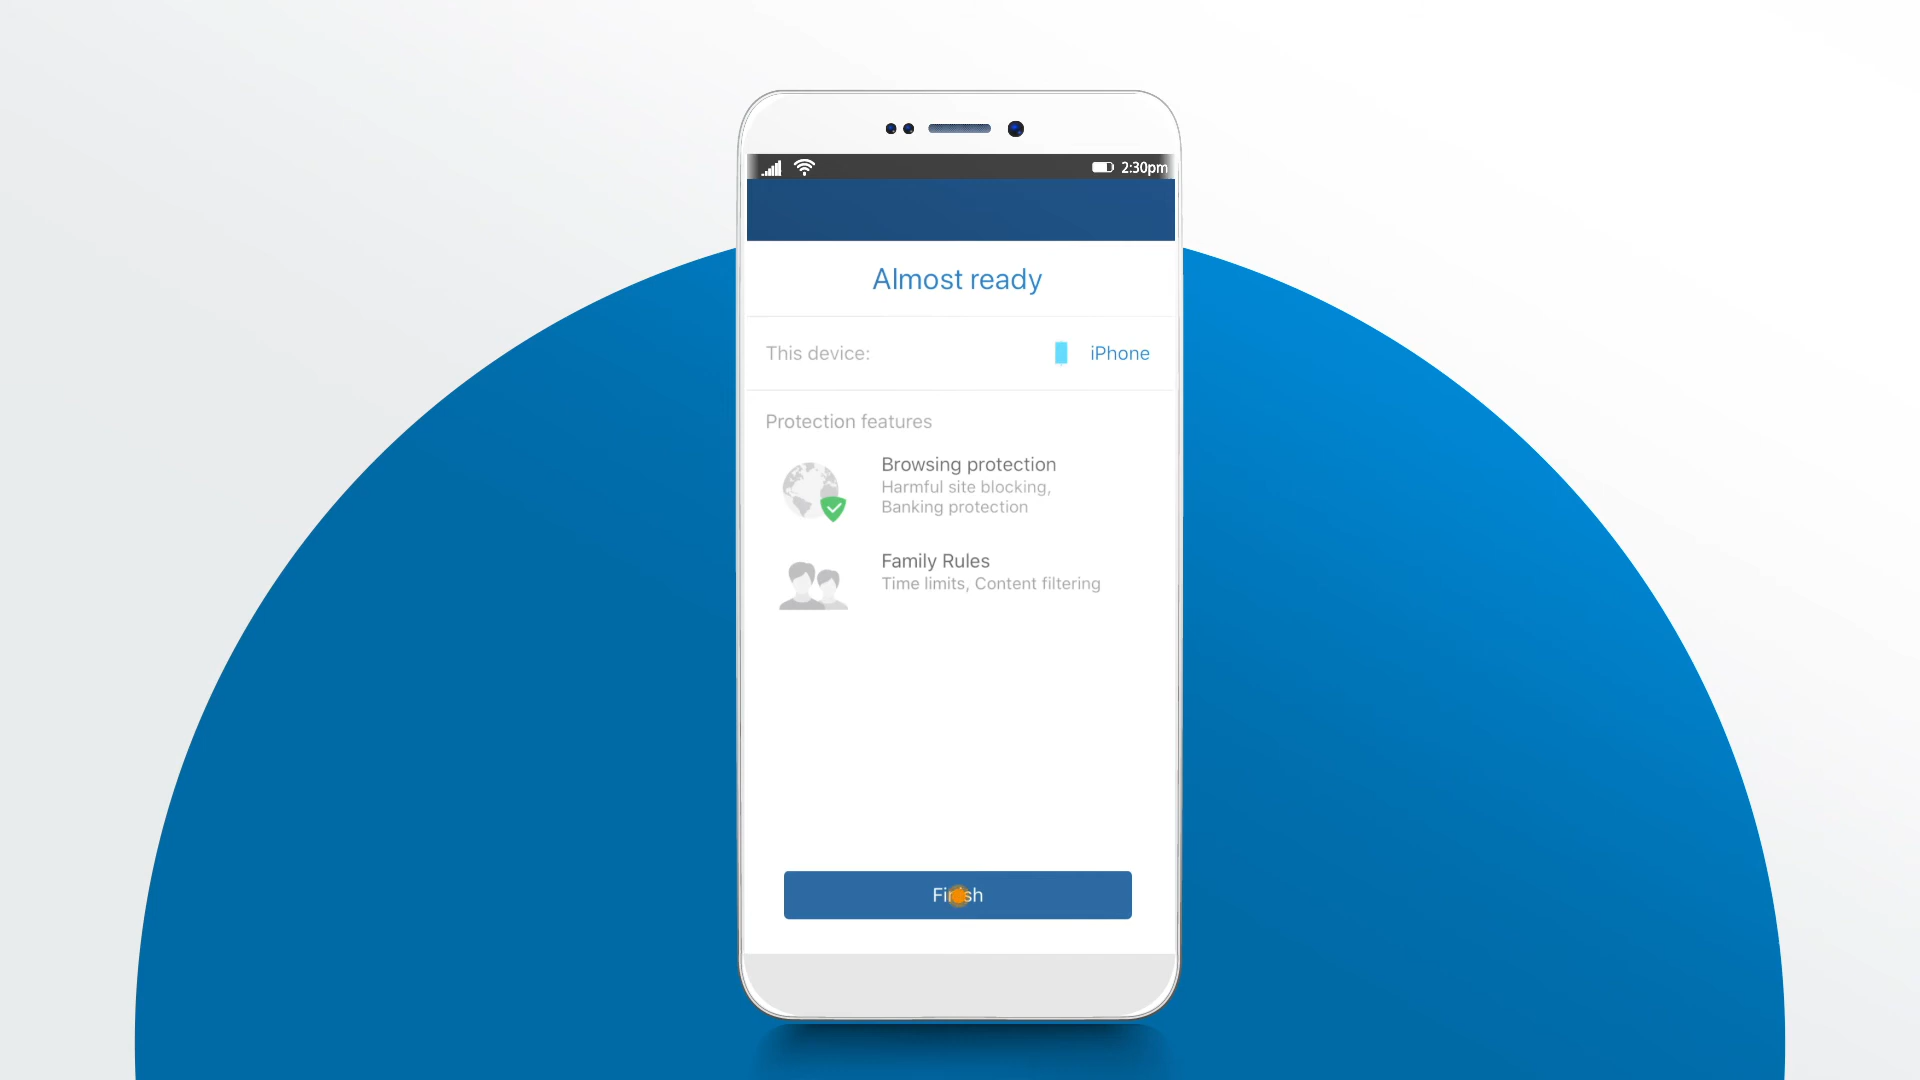 2:30pm
Almost ready
This device:
iPhone
Protection features
Browsing protection
Harmful site blocking,
Banking protection
Family Rules
Time limits, Content filtering
Finish